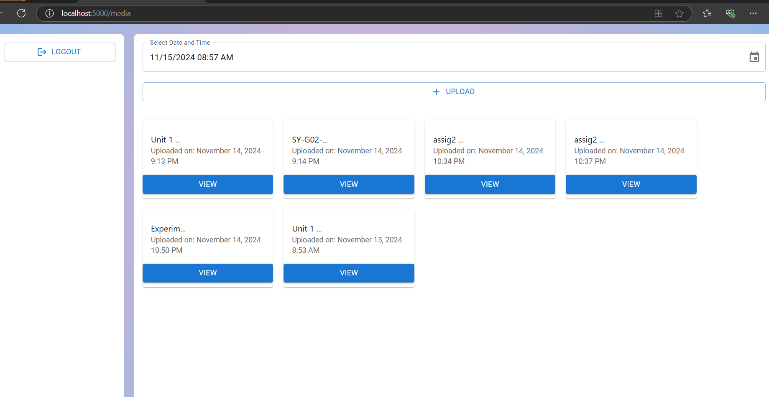 localhost:5000/media
LOGOUT
Select Date and Time
11/15/2024 08:57 AM
+ UPLOAD
Unit 1 ...
Uploaded on: November 14, 2024
9:13 PM
VIEW
SY-G02-...
Uploaded on: November 14, 2024
9:14 PM
VIEW
assig2 ...
Uploaded on: November 14, 2024
10:34 PM
VIEW
assig2 ...
Uploaded on: November 14, 2024
10:37 PM
VIEW
Experim...
Uploaded on: November 14, 2024
10:50 PM
VIEW
Unit 1 ...
Uploaded on: November 15, 2024
8:53 AM
VIEW